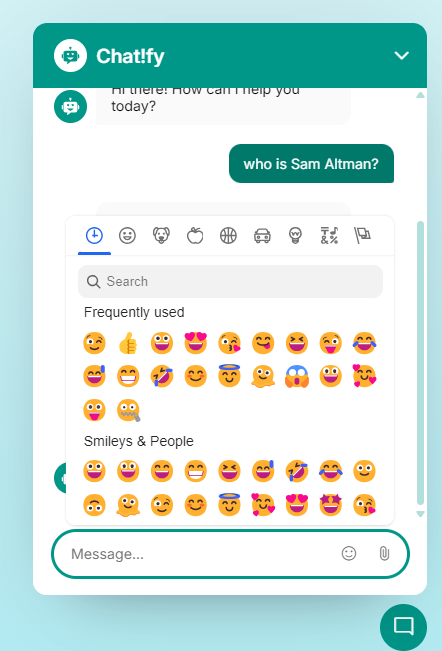 Chat!fy
Hi there! How can I help you
today?
who is Sam Altman?
Search
Frequently used
Smileys & People
Message...